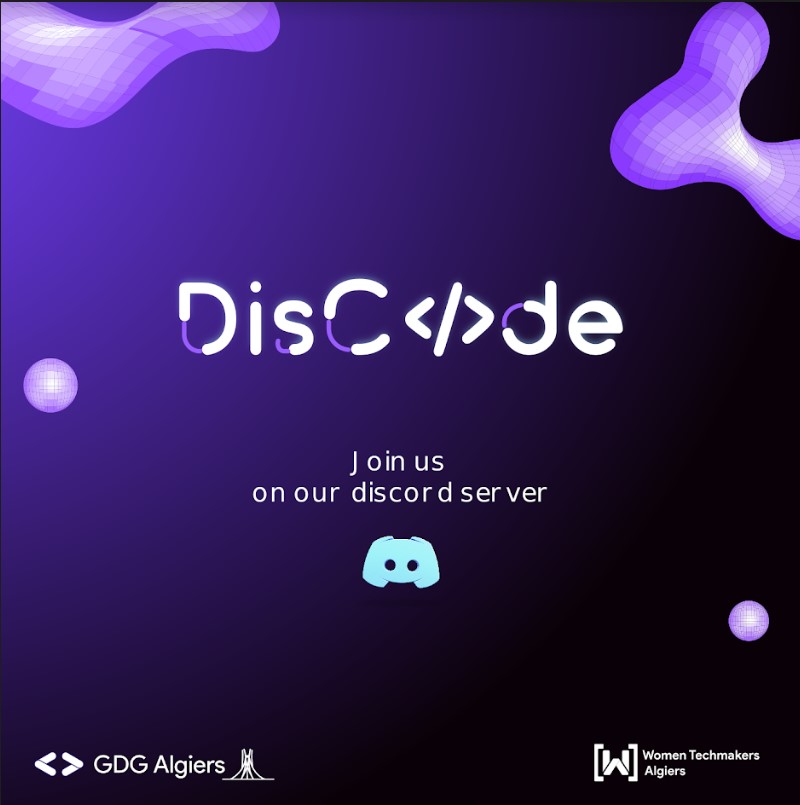 DisC</>de
Join us
on our discord server
<> GDG Algiers
[W] Women Techmakers
Algiers